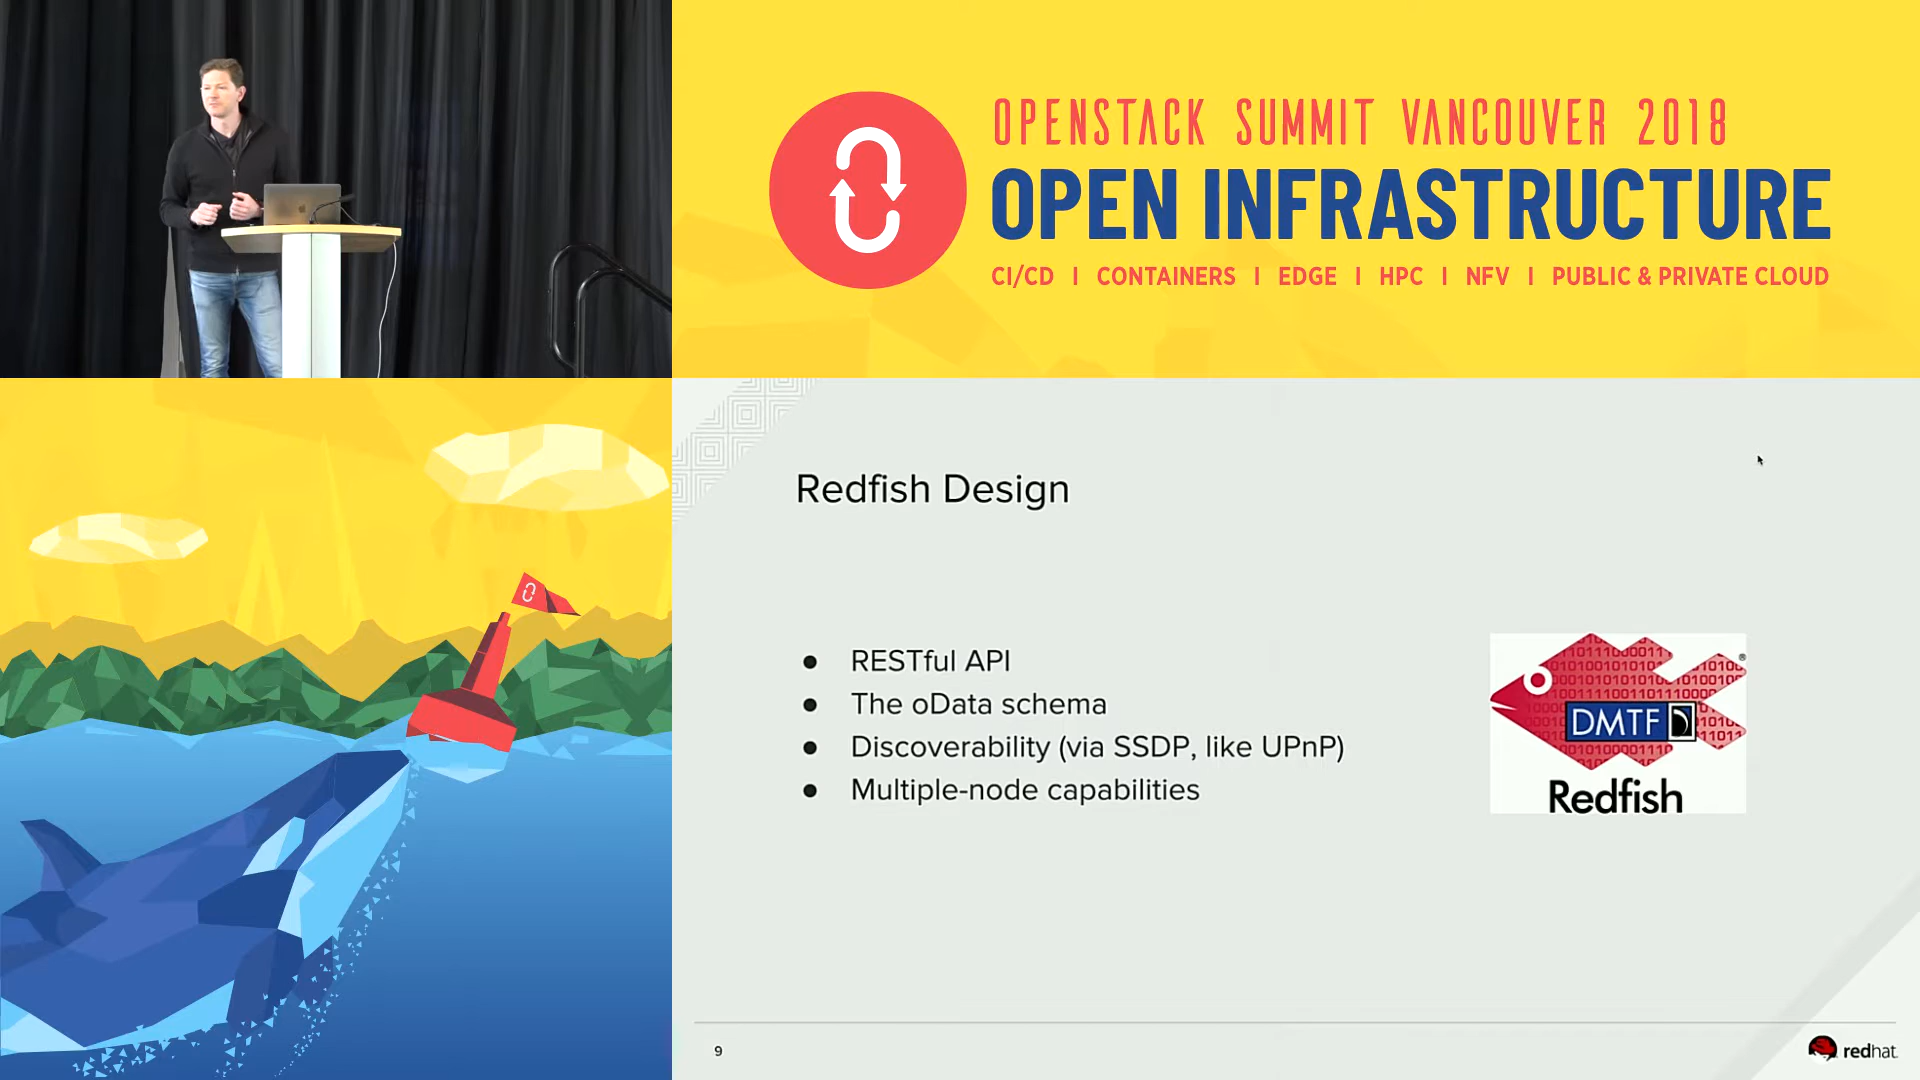 OPENSTACK SUMMIT VANCOUVER 2018
OPEN INFRASTRUCTURE
CI/CD | CONTAINERS | EDGE | HPC | NFV | PUBLIC & PRIVATE CLOUD
Redfish Design
● RESTful API
● The oData schema
● Discoverability (via SSDP, like UPnP)
● Multiple-node capabilities
DMTF
®
Redfish
9
redhat.